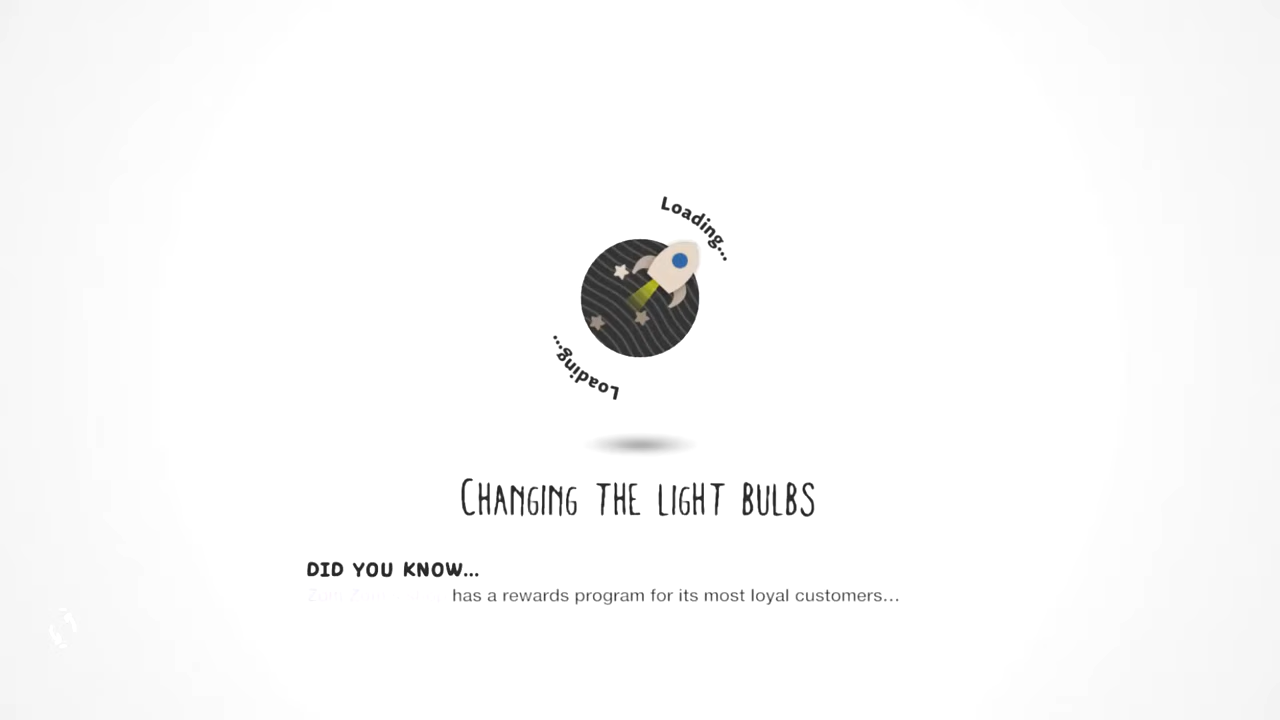 Loading...
Loading...
CHANGING THE LIGHT BULBS
DID YOU KNOW...
has a rewards program for its most loyal customers...